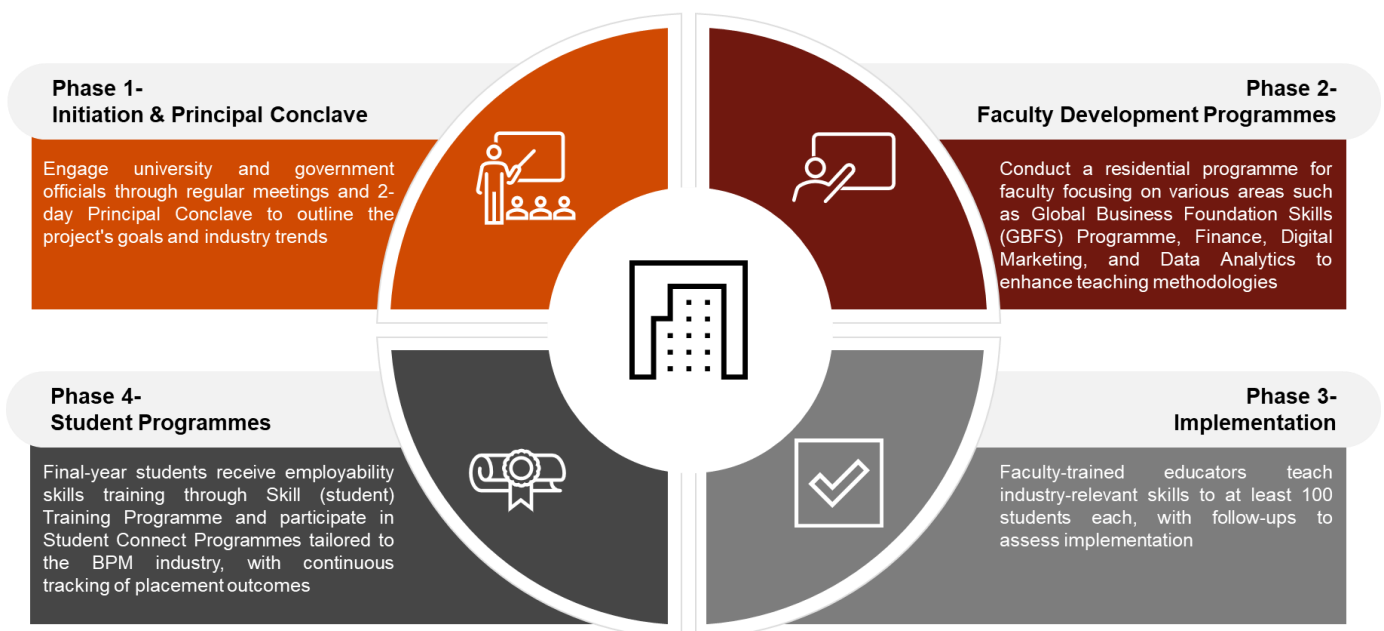 Phase 1-
Initiation & Principal Conclave
Engage university and government
officials through regular meetings and 2-
day Principal Conclave to outline the
project's goals and industry trends
Phase 2-
Faculty Development Programmes
Conduct a residential programme for
faculty focusing on various areas such
as Global Business Foundation Skills
(GBFS) Programme, Finance, Digital
Marketing, and Data Analytics to
enhance teaching methodologies
Phase 3-
Implementation
Faculty-trained educators teach
industry-relevant skills to at least 100
students each, with follow-ups to
assess implementation
Phase 4-
Student Programmes
Final-year students receive employability
skills training through Skill (student)
Training Programme and participate in
Student Connect Programmes tailored to
the BPM industry, with continuous
tracking of placement outcomes